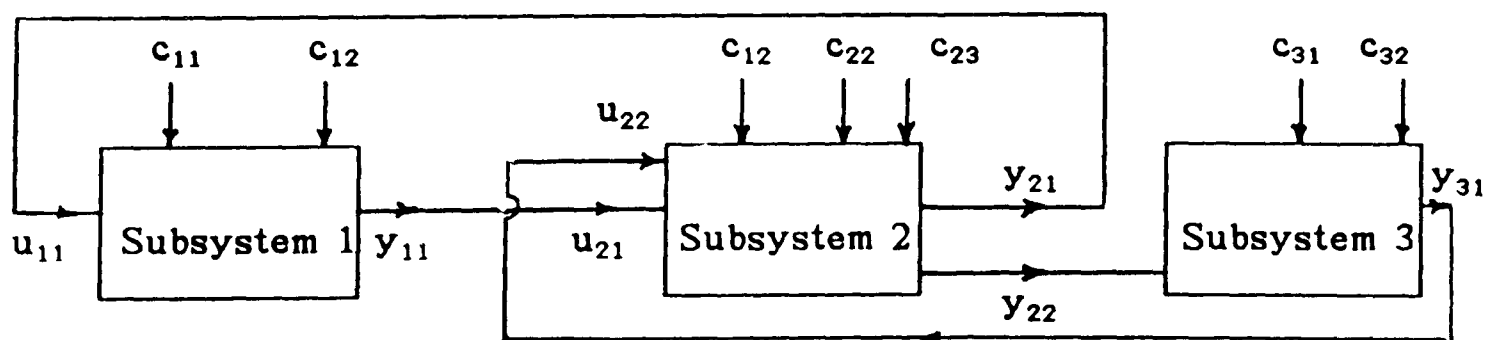 c₁₁ c₁₂ c₁₂ c₂₂ c₂₃ c₃₁ c₃₂
u₂₂
y₂₁ y₃₁
u₁₁ Subsystem 1 y₁₁ u₂₁ Subsystem 2 Subsystem 3
y₂₂